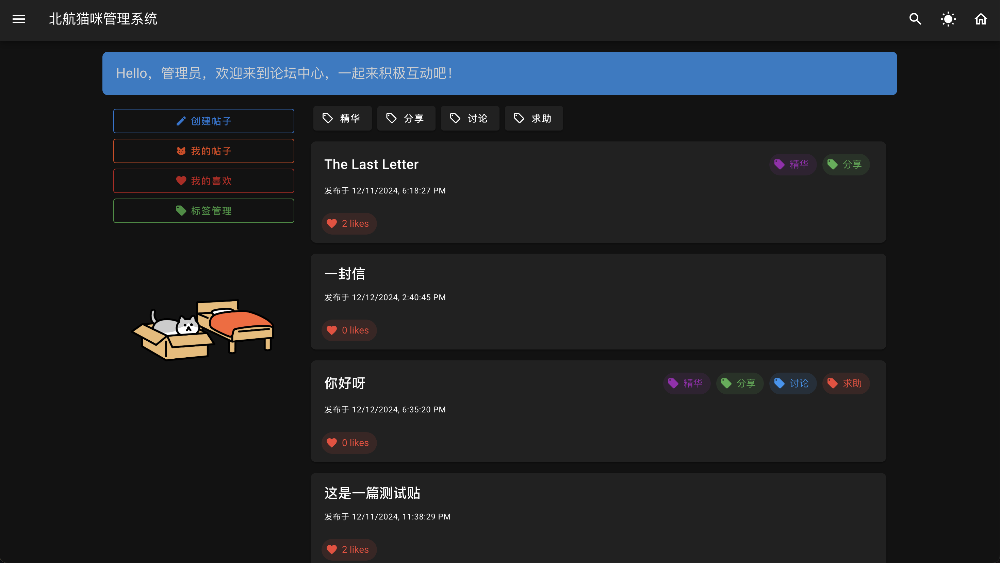 北航猫咪管理系统
Hello，管理员，欢迎来到论坛中心，一起来积极互动吧！
创建帖子
我的帖子
我的喜欢
标签管理
精华 分享 讨论 求助
The Last Letter
精华 分享
发布于 12/11/2024, 6:18:27 PM
2 likes
一封信
发布于 12/12/2024, 2:40:45 PM
0 likes
你好呀
精华 分享 讨论 求助
发布于 12/12/2024, 6:35:20 PM
0 likes
这是一篇测试贴
发布于 12/11/2024, 11:38:29 PM
2 likes